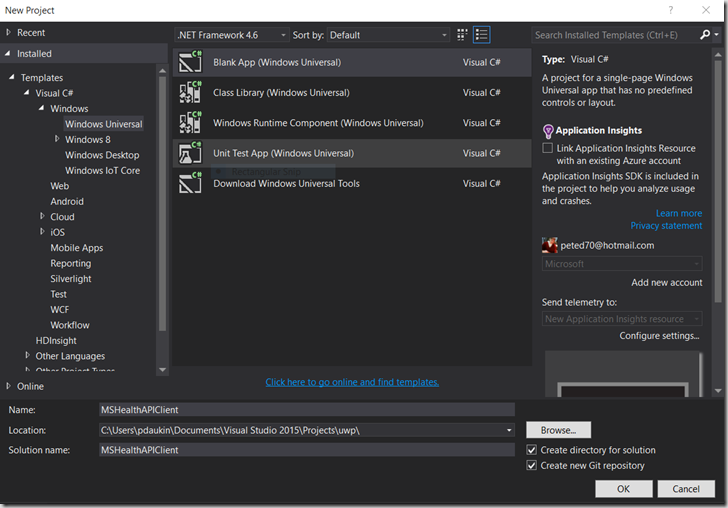 New Project
? ×
Recent
.NET Framework 4.6
Sort by:
Default
Search Installed Templates (Ctrl+E)
Installed
Templates
Visual C#
Windows
Windows Universal
Windows 8
Windows Desktop
Windows IoT Core
Web
Android
Cloud
iOS
Mobile Apps
Reporting
Silverlight
Test
WCF
Workflow
HDInsight
Other Languages
Other Project Types
Online
C#
Blank App (Windows Universal)
Visual C#
C#
Class Library (Windows Universal)
Visual C#
C#
Windows Runtime Component (Windows Universal)
Visual C#
C#
Unit Test App (Windows Universal)
Visual C#
Rectangular Snip
C#
Download Windows Universal Tools
Visual C#
Click here to go online and find templates.
Type: Visual C#
A project for a single-page Windows
Universal app that has no predefined
controls or layout.
Application Insights
Link Application Insights Resource
with an existing Azure account
Application Insights SDK is included
in the project to help you analyze usage
and crashes.
Learn more
Privacy statement
peted70@hotmail.com
Microsoft
Add new account
Send telemetry to:
New Application Insights resource
Configure settings...
Name:
MSHealthAPIClient
Location:
C:\Users\pdaukin\Documents\Visual Studio 2015\Projects\uwp\
Browse...
Solution name:
MSHealthAPIClient
Create directory for solution
Create new Git repository
OK
Cancel